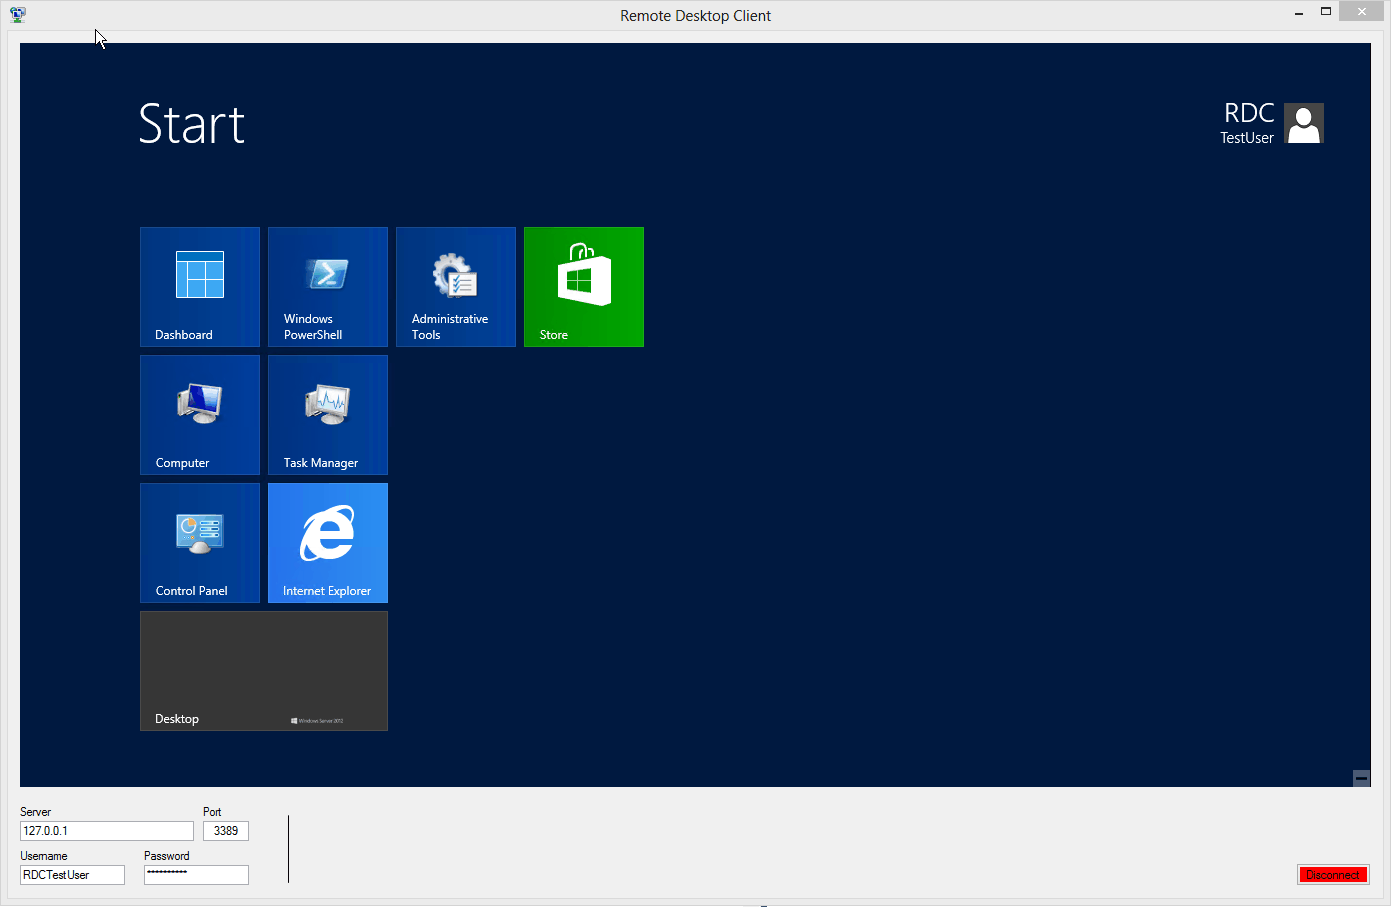 Remote Desktop Client
Start
RDC
TestUser
Dashboard
Windows
PowerShell
Administrative
Tools
Store
Computer
Task Manager
Control Panel
Internet Explorer
Desktop
Windows Server 2012
Server
Port
127.0.0.1
3389
Username
Password
RDCTestUser
**********
Disconnect